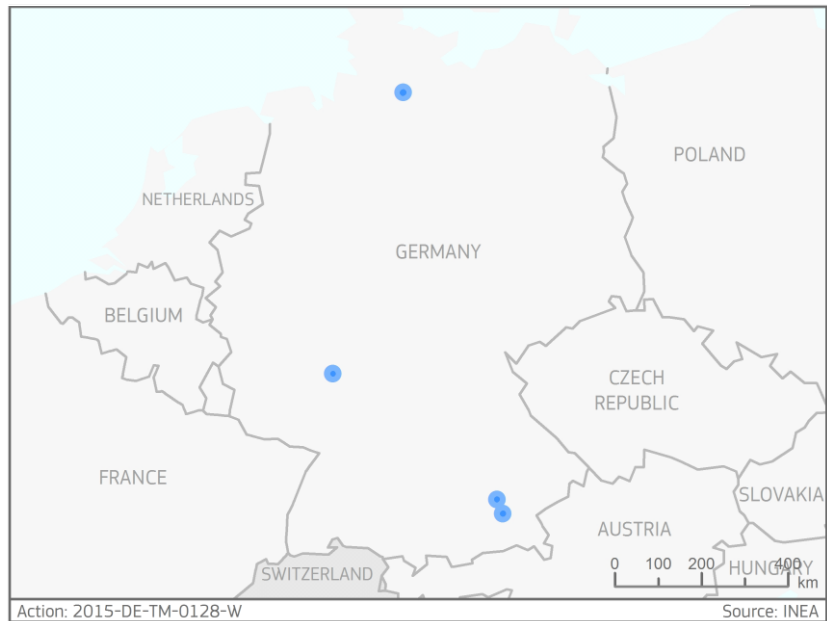 POLAND
NETHERLANDS
GERMANY
BELGIUM
CZECH
REPUBLIC
FRANCE
SLOVAKIA
AUSTRIA
SWITZERLAND
HUNGARY
0 100 200 400
km
Action: 2015-DE-TM-0128-W
Source: INEA